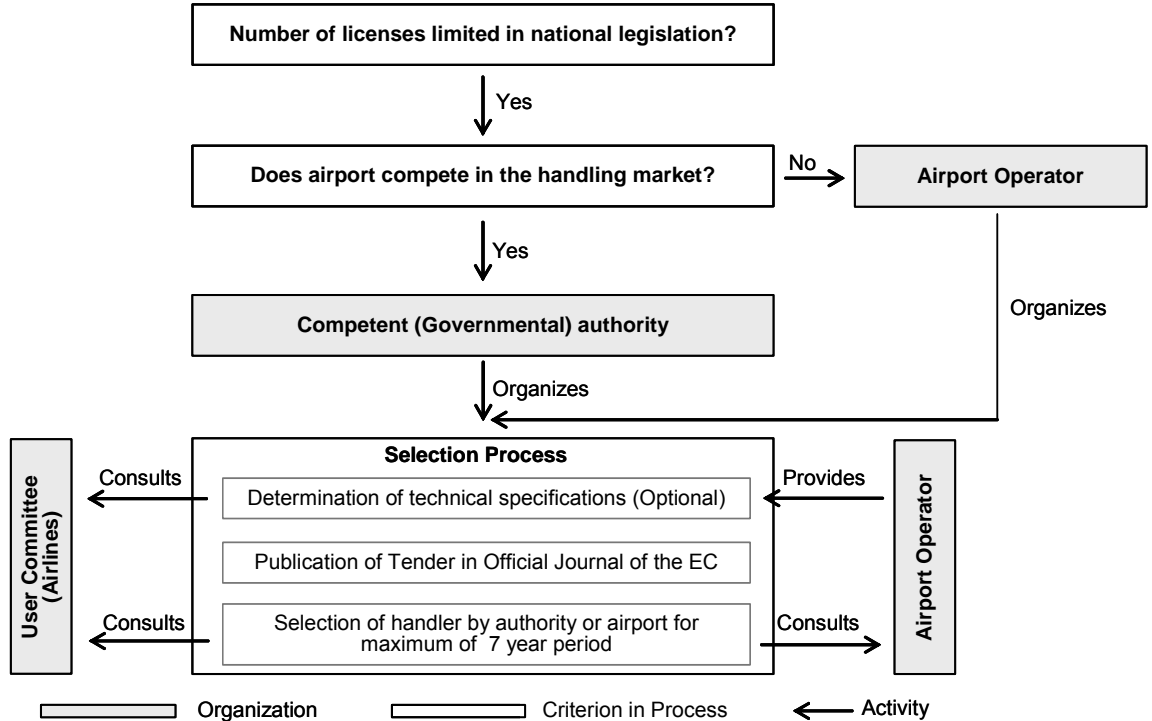 Number of licenses limited in national legislation?
Yes
Does airport compete in the handling market?
No
Airport Operator
Yes
Organizes
Competent (Governmental) authority
Organizes
Selection Process
User Committee
(Airlines)
Consults
Determination of technical specifications (Optional)
Provides
Airport Operator
Publication of Tender in Official Journal of the EC
Consults
Selection of handler by authority or airport for
maximum of 7 year period
Consults
Organization
Criterion in Process
Activity